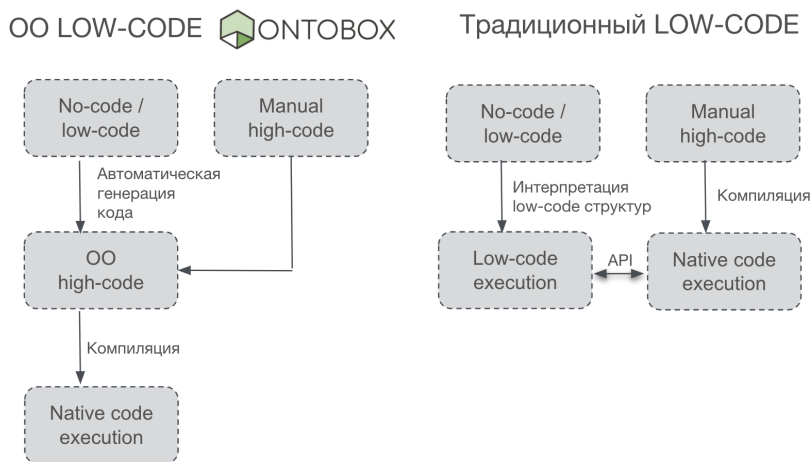 ОО LOW-CODE ONTOBOX
Традиционный LOW-CODE
No-code /
low-code
Manual
high-code
Автоматическая
генерация
кода
ОО
high-code
Компиляция
Native code
execution
No-code /
low-code
Manual
high-code
Интерпретация
low-code структур
Компиляция
Low-code
execution
API
Native code
execution